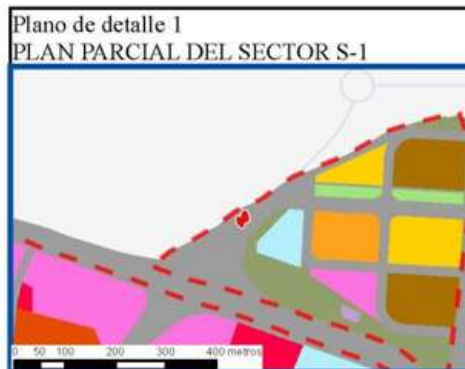 Plano de detalle 1
PLAN PARCIAL DEL SECTOR S-1
0 50 100 200 300 400 metros